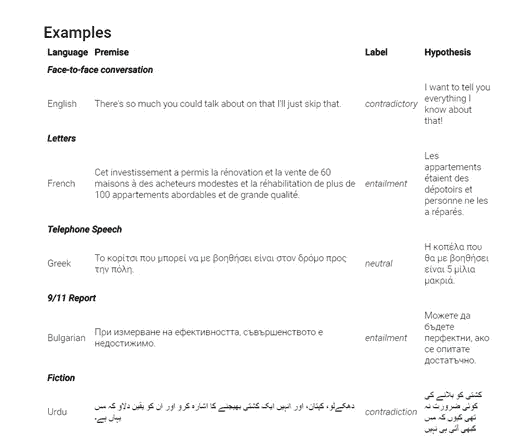 Examples
Language Premise Label Hypothesis
Face-to-face conversation
English There's so much you could talk about on that I'll just skip that. contradictory I want to tell you everything I know about that!
Letters
French Cet investissement a permis la rénovation et la vente de 60 maisons à des acheteurs modestes et la réhabilitation de plus de 100 appartements abordables et de grande qualité. entailment Les appartements étaient des dépotoirs et personne ne les a réparés.
Telephone Speech
Greek Το κορίτσι που μπορεί να με βοηθήσει είναι στον δρόμο προς την πόλη. neutral Η κοπέλα που θα με βοηθήσει είναι 5 μίλια μακριά.
9/11 Report
Bulgarian При измерване на ефективността, съвършенството е недостижимо. entailment Можете да бъдете перфектни, ако се опитате достатъчно.
Fiction
Urdu کپتان، اور انہیں ایک کشتی بھیجنے کا اشارہ کرو اور ان کو یقین دلاو کہ میں یہاں ہے۔ contradiction کشتی کو بلانے کی کوئی ضرورت نہ تھی کیوں کہ میں کبھی آئی ہی نہیں